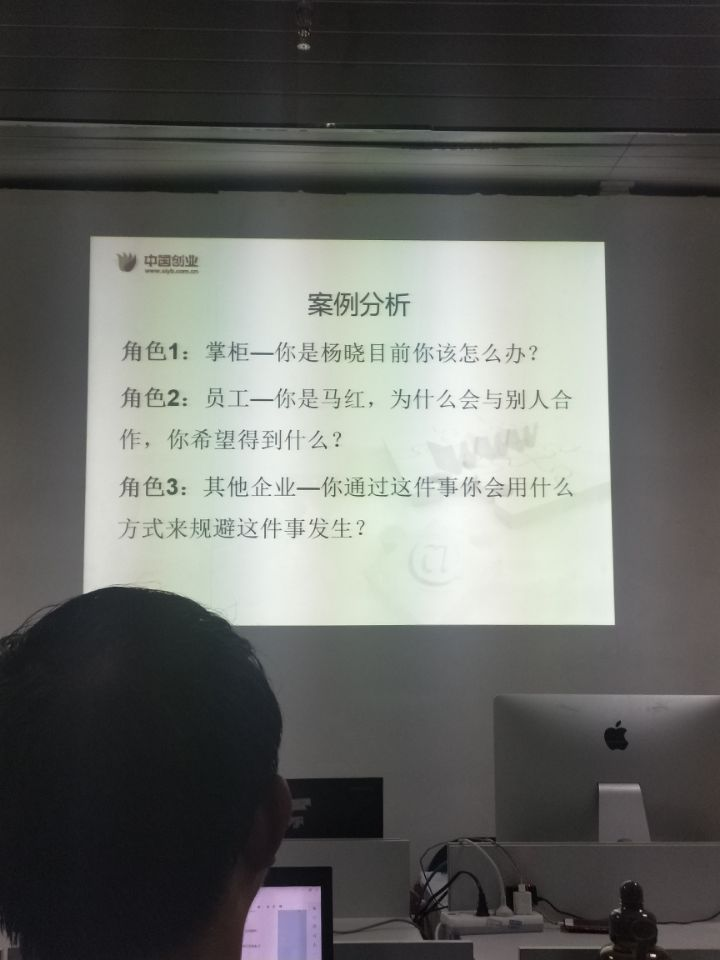 中国创业
www.siyb.com.cn
案例分析
角色1：掌柜—你是杨晓目前你该怎么办？
角色2：员工—你是马红，为什么会与别人合
作，你希望得到什么？
角色3：其他企业—你通过这件事你会用什么
方式来规避这件事发生？